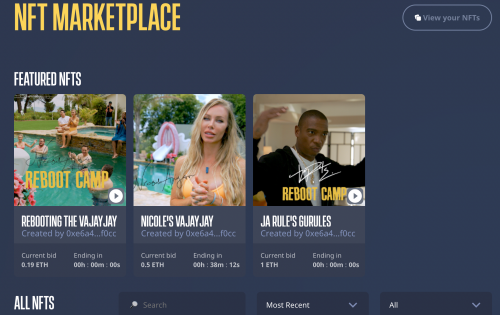 NFT MARKETPLACE
View your NFTs
FEATURED NFTS
REBOOT CAMP
REBOOT CAMP
REBOOTING THE VAJAYJAY
Created by 0xe6a4...f0cc
Current bid
Ending in
0.19 ETH
00h : 00m : 00s
NICOLE'S VAJAYJAY
Created by 0xe6a4...f0cc
Current bid
Ending in
0.5 ETH
00h : 38m : 12s
JA RULE'S GURULES
Created by 0xe6a4...f0cc
Current bid
Ending in
1 ETH
00h : 00m : 00s
ALL NFTS
Search
Most Recent
All